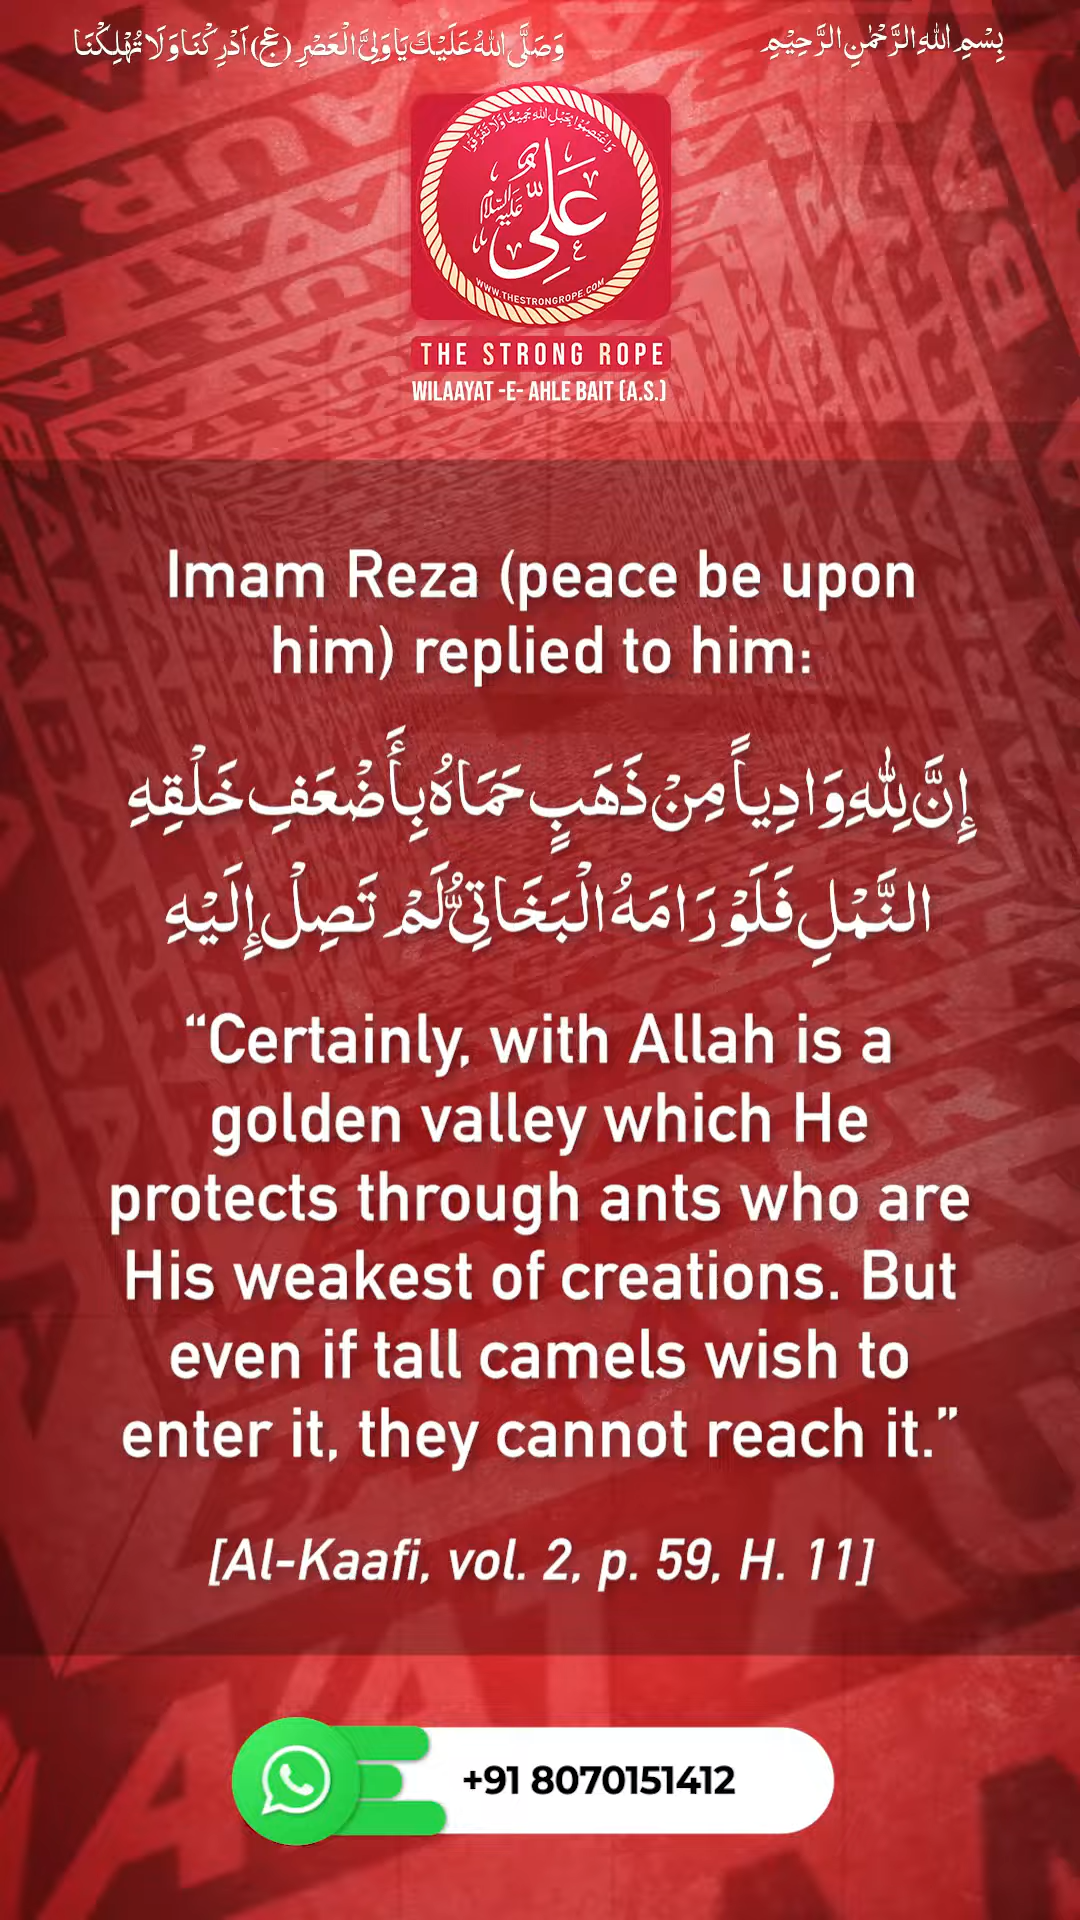 بِسْمِ اللهِ الرَّحْمٰنِ الرَّحِيْمِ
وَصَلَّی اللهُ عَلَيْكَ يَا وَلِیَّ الْعَصْرِ (عج) اَدْرِكْنَا وَلَا تُهْلِكْنَا
وَاعْتَصِمُوْا بِحَبْلِ اللهِ جَمِيْعًا وَّلَا تَفَرَّقُوْا
عَلِیّ
عَلَيْهِ السَّلَام
WWW.THESTRONGROPE.COM
THE STRONG ROPE
WILAAYAT -E- AHLE BAIT (A.S.)
Imam Reza (peace be upon
him) replied to him:
إِنَّ لِلّٰهِ وَادِياً مِنْ ذَهَبٍ حَمَاهُ بِأَضْعَفِ خَلْقِهِ
النَّمْلِ فَلَوْ رَامَهُ الْبَخَاتِيُّ لَمْ تَصِلْ إِلَيْهِ
“Certainly, with Allah is a
golden valley which He
protects through ants who are
His weakest of creations. But
even if tall camels wish to
enter it, they cannot reach it.”
[Al-Kaafi, vol. 2, p. 59, H. 11]
+91 8070151412